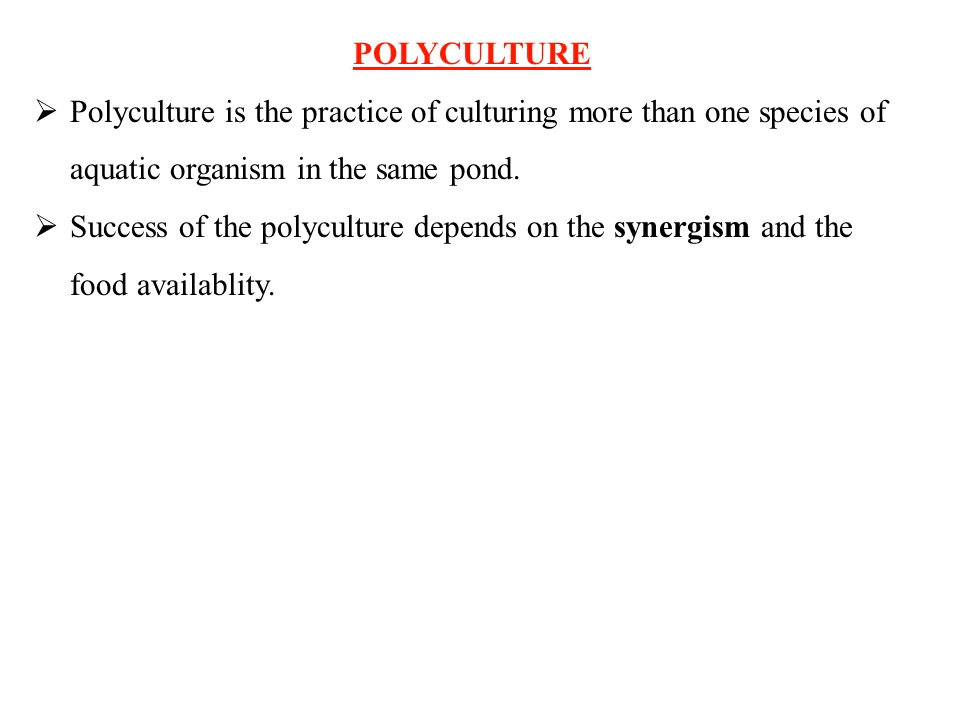 POLYCULTURE
➢ Polyculture is the practice of culturing more than one species of
aquatic organism in the same pond.
➢ Success of the polyculture depends on the synergism and the
food availablity.